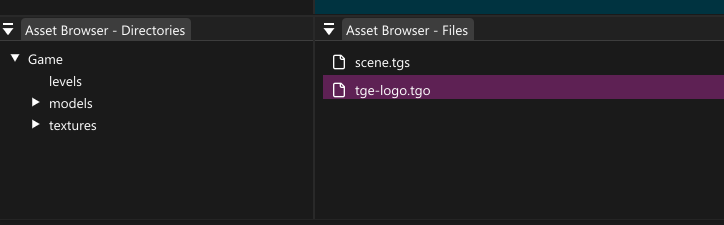 Asset Browser - Directories
Game
levels
models
textures
Asset Browser - Files
scene.tgs
tge-logo.tgo